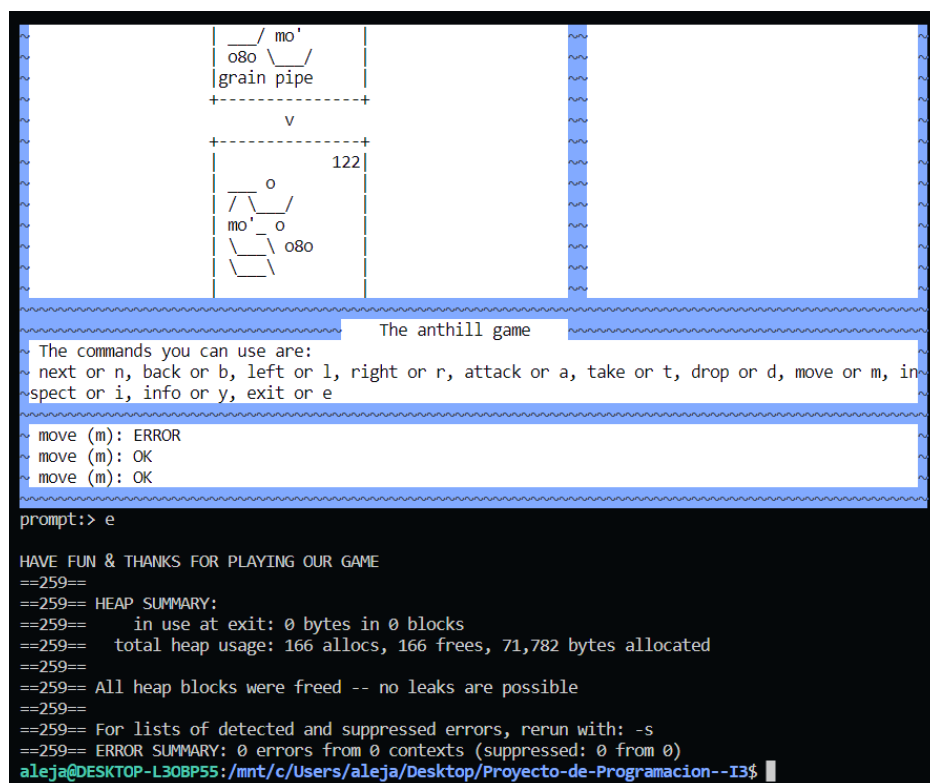 | ___/ mo' |
| o8o \___/ |
|grain pipe |
+---------------+
v
+---------------+
| 122|
| ___ o |
| / \___/ |
| mo'_ o |
| \___\ o8o |
| \___\ |
| |
The anthill game
The commands you can use are:
next or n, back or b, left or l, right or r, attack or a, take or t, drop or d, move or m, in
spect or i, info or y, exit or e
move (m): ERROR
move (m): OK
move (m): OK
prompt:> e
HAVE FUN & THANKS FOR PLAYING OUR GAME
==259==
==259== HEAP SUMMARY:
==259==     in use at exit: 0 bytes in 0 blocks
==259==   total heap usage: 166 allocs, 166 frees, 71,782 bytes allocated
==259==
==259== All heap blocks were freed -- no leaks are possible
==259==
==259== For lists of detected and suppressed errors, rerun with: -s
==259== ERROR SUMMARY: 0 errors from 0 contexts (suppressed: 0 from 0)
aleja@DESKTOP-L3OBP55:/mnt/c/Users/aleja/Desktop/Proyecto-de-Programacion--I3$